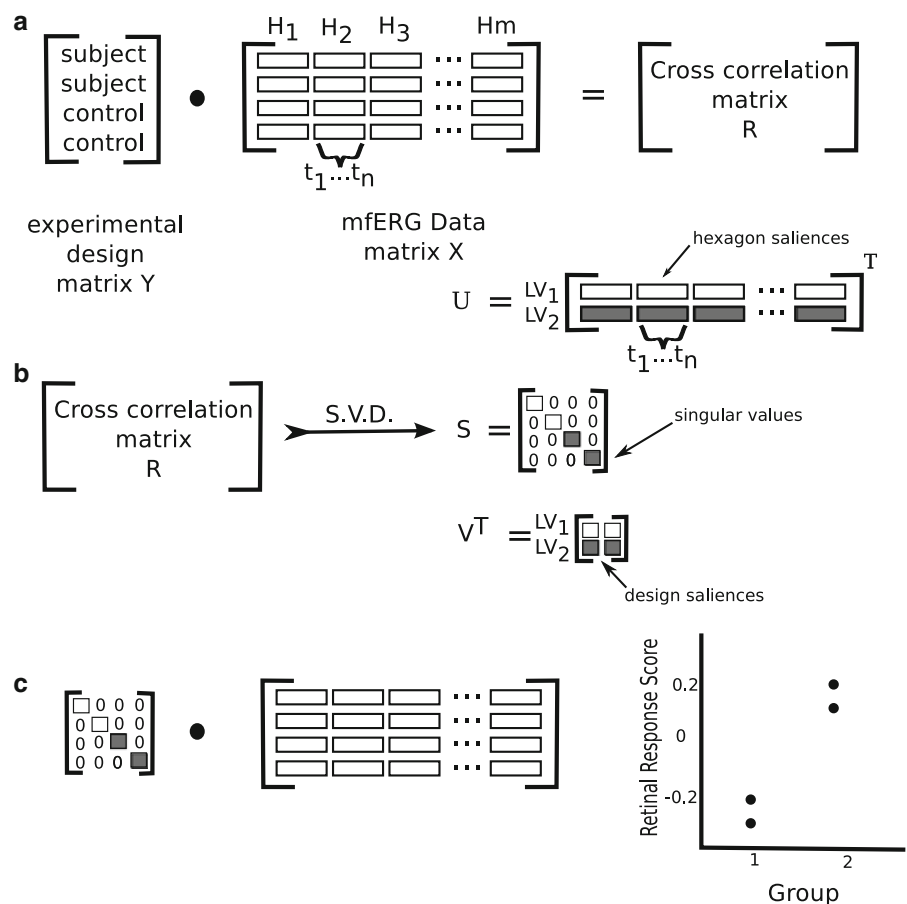 a
H1 H2 H3 Hm
subject
subject
control
control
● ... ... ... ... =
Cross correlation
matrix
R
t1...tn
experimental
design
matrix Y
mfERG Data
matrix X
hexagon saliences
U = LV1
LV2
...
...
T
t1...tn
b
Cross correlation
matrix
R
S.V.D.
S =
0 0 0
0 0 0
0 0 0
0 0 0
singular values
VT = LV1
LV2
design saliences
c
0 0 0
0 0 0
0 0 0
0 0 0
● ... ... ... ...
Retinal Response Score
0.2
0
-0.2
1 2
Group